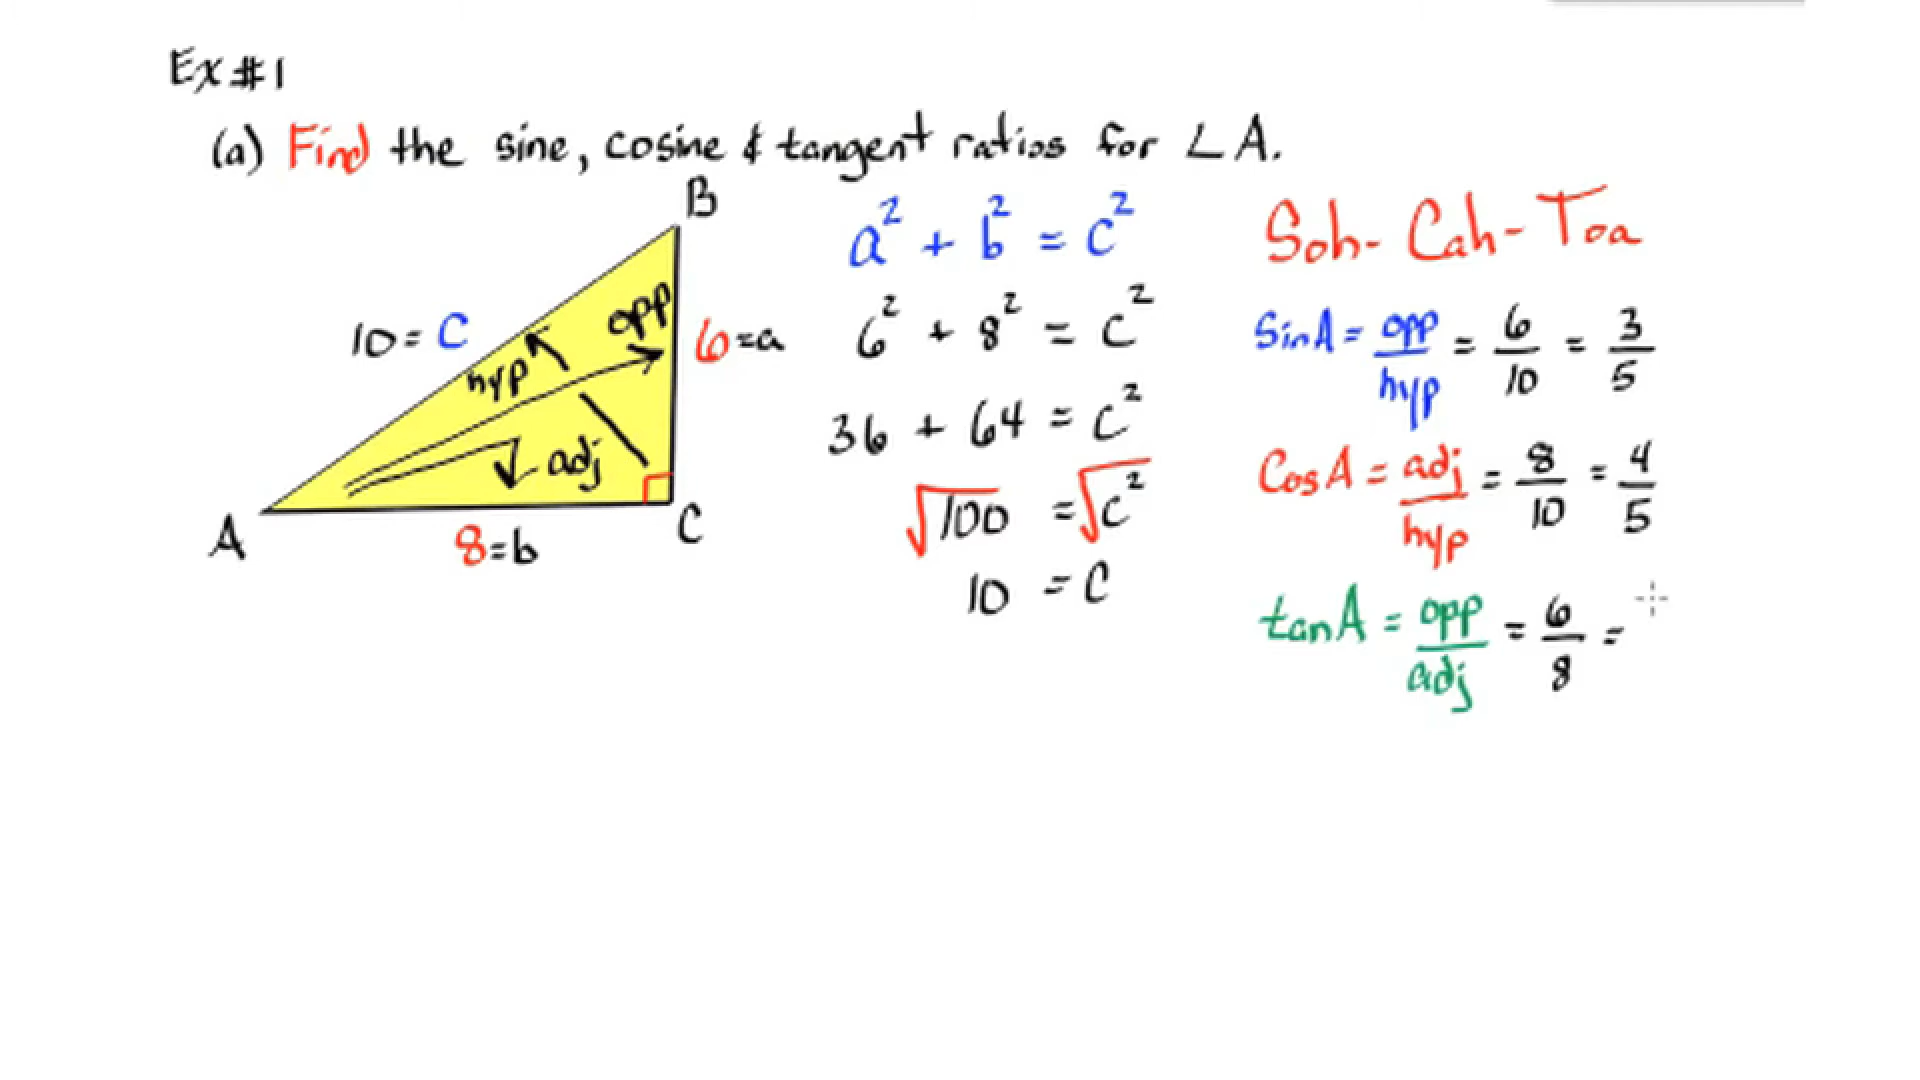 Ex #1
(a) Find the sine, cosine & tangent ratios for ∠A.
B
10 = C
hyp
opp
6 = a
adj
A
8 = b
C
a² + b² = c²
6² + 8² = c²
36 + 64 = c²
√100 = √c²
10 = c
Soh- Cah- Toa
SinA = opp/hyp = 6/10 = 3/5
CosA = adj/hyp = 8/10 = 4/5
tanA = opp/adj = 6/8 =